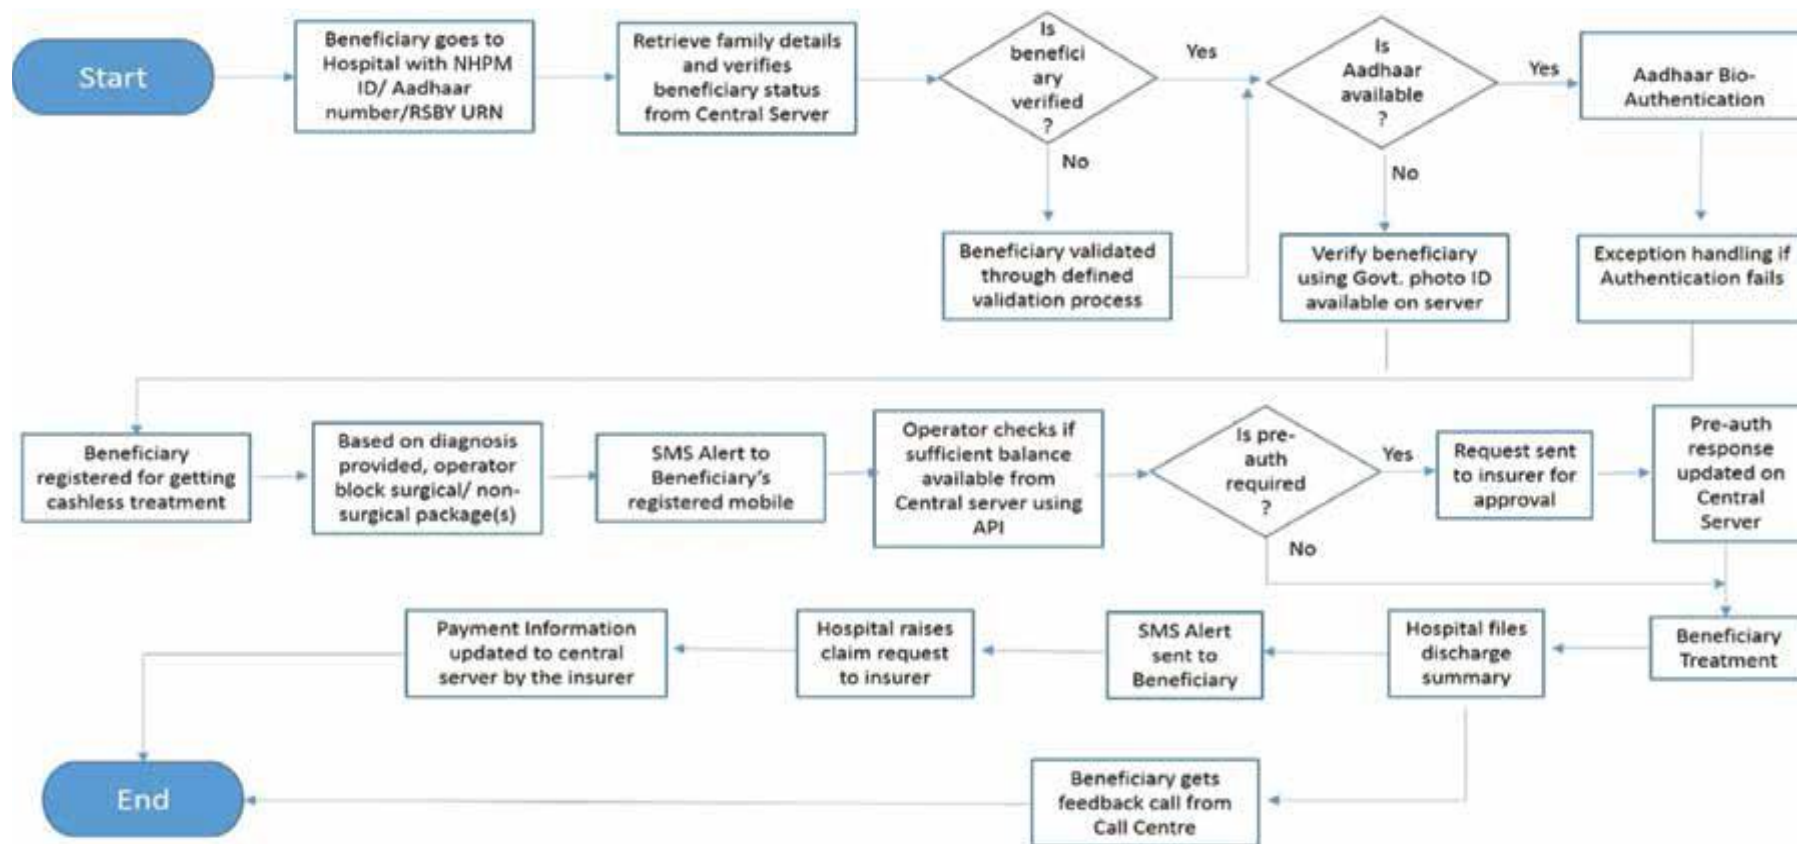 Start
Beneficiary goes to
Hospital with NHPM
ID/ Aadhaar
number/RSBY URN
Retrieve family details
and verifies
beneficiary status
from Central Server
Is
benefici
ary
verified
?
Yes
No
Is
Aadhaar
available
?
Yes
No
Aadhaar Bio-
Authentication
Beneficiary validated
through defined
validation process
Verify beneficiary
using Govt. photo ID
available on server
Exception handling if
Authentication fails
Beneficiary
registered for getting
cashless treatment
Based on diagnosis
provided, operator
block surgical/ non-
surgical package(s)
SMS Alert to
Beneficiary's
registered mobile
Operator checks if
sufficient balance
available from
Central server using
API
Is pre-
auth
required
?
Yes
No
Request sent
to insurer for
approval
Pre-auth
response
updated on
Central
Server
Beneficiary
Treatment
Hospital files
discharge
summary
SMS Alert
sent to
Beneficiary
Hospital raises
claim request
to insurer
Payment Information
updated to central
server by the insurer
Beneficiary gets
feedback call from
Call Centre
End